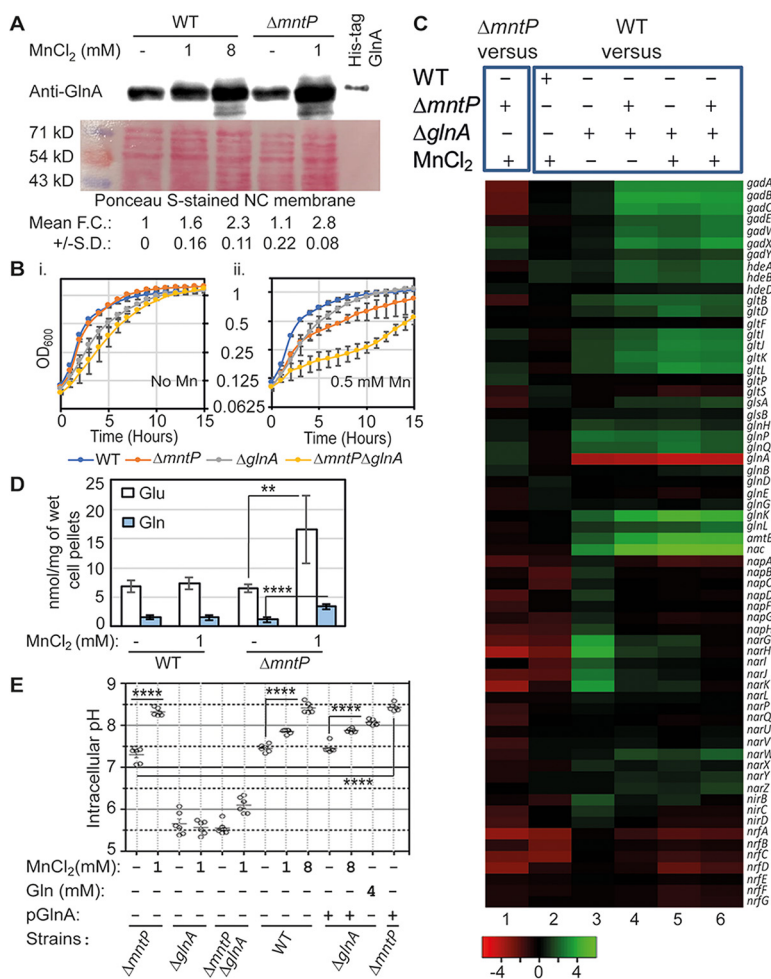 A
WT
ΔmntP
His-tag
GlnA
MnCl2 (mM)
- 1 8 - 1
Anti-GlnA
71 kD
54 kD
43 kD
Ponceau S-stained NC membrane
Mean F.C.: 1 1.6 2.3 1.1 2.8
+/-S.D.: 0 0.16 0.11 0.22 0.08
B
i.
ii.
OD600
1
0.5
0.25
0.125
0.0625
No Mn
0.5 mM Mn
0 5 10 15
0 5 10 15
Time (Hours)
Time (Hours)
WT ΔmntP ΔglnA ΔmntPΔglnA
D
nmol/mg of wet
cell pellets
25
20
15
10
5
0
Glu
Gln
**
****
MnCl2 (mM): - 1 - 1
WT
ΔmntP
E
Intracellular pH
9
8
7
6
5
****
****
****
****
MnCl2(mM): - 1 - 1 - 1 - 1 8 - 8 - -
Gln (mM): - - - - - - - - - - - 4 -
pGlnA: - - - - - - - - - + + - +
Strains :
ΔmntP
ΔglnA
ΔmntP
ΔglnA
WT
ΔglnA
ΔmntP
C
ΔmntP
versus
WT
versus
WT - + - - - -
ΔmntP + - - + - +
ΔglnA - - + + + +
MnCl2 + + - - + +
gadA
gadB
gadC
gadE
gadW
gadX
gadY
hdeA
hdeB
hdeD
gltB
gltD
gltF
gltI
gltJ
gltK
gltL
gltP
gltS
glsA
glsB
glnH
glnP
glnQ
glnA
glnB
glnD
glnE
glnG
glnK
glnL
amtB
nac
napA
napB
napC
napD
napF
napG
napH
narG
narH
narI
narJ
narK
narL
narP
narQ
narU
narV
narW
narX
narY
narZ
nirB
nirC
nirD
nrfA
nrfB
nrfC
nrfD
nrfE
nrfF
nrfG
1 2 3 4 5 6
-4 0 4